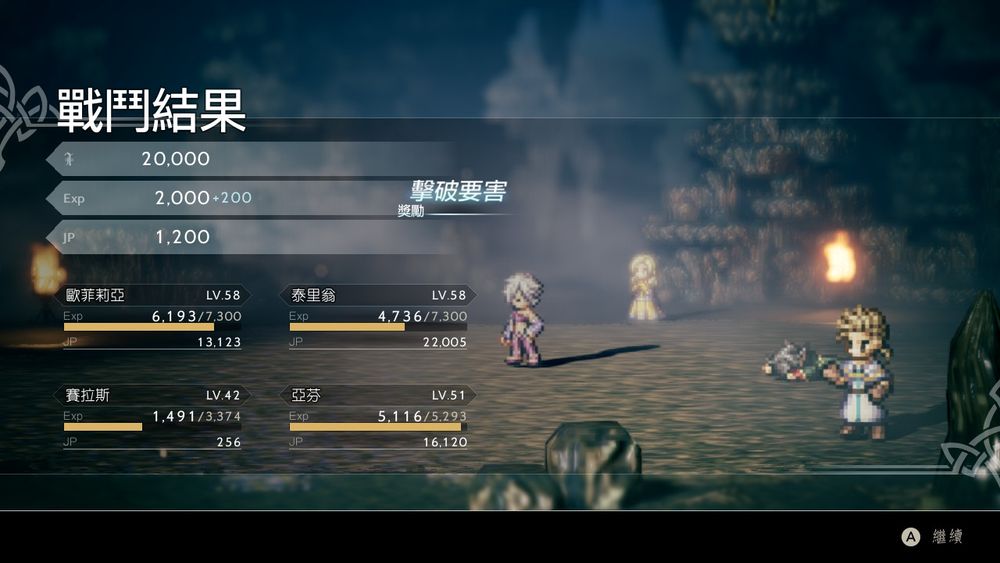 戰鬥結果
20,000
Exp 2,000+200
擊破要害
獎勵
JP 1,200
歐菲莉亞 LV.58
Exp 6,193/7,300
JP 13,123
泰里翁 LV.58
Exp 4,736/7,300
JP 22,005
賽拉斯 LV.42
Exp 1,491/3,374
JP 256
亞芬 LV.51
Exp 5,116/5,293
JP 16,120
A 繼續